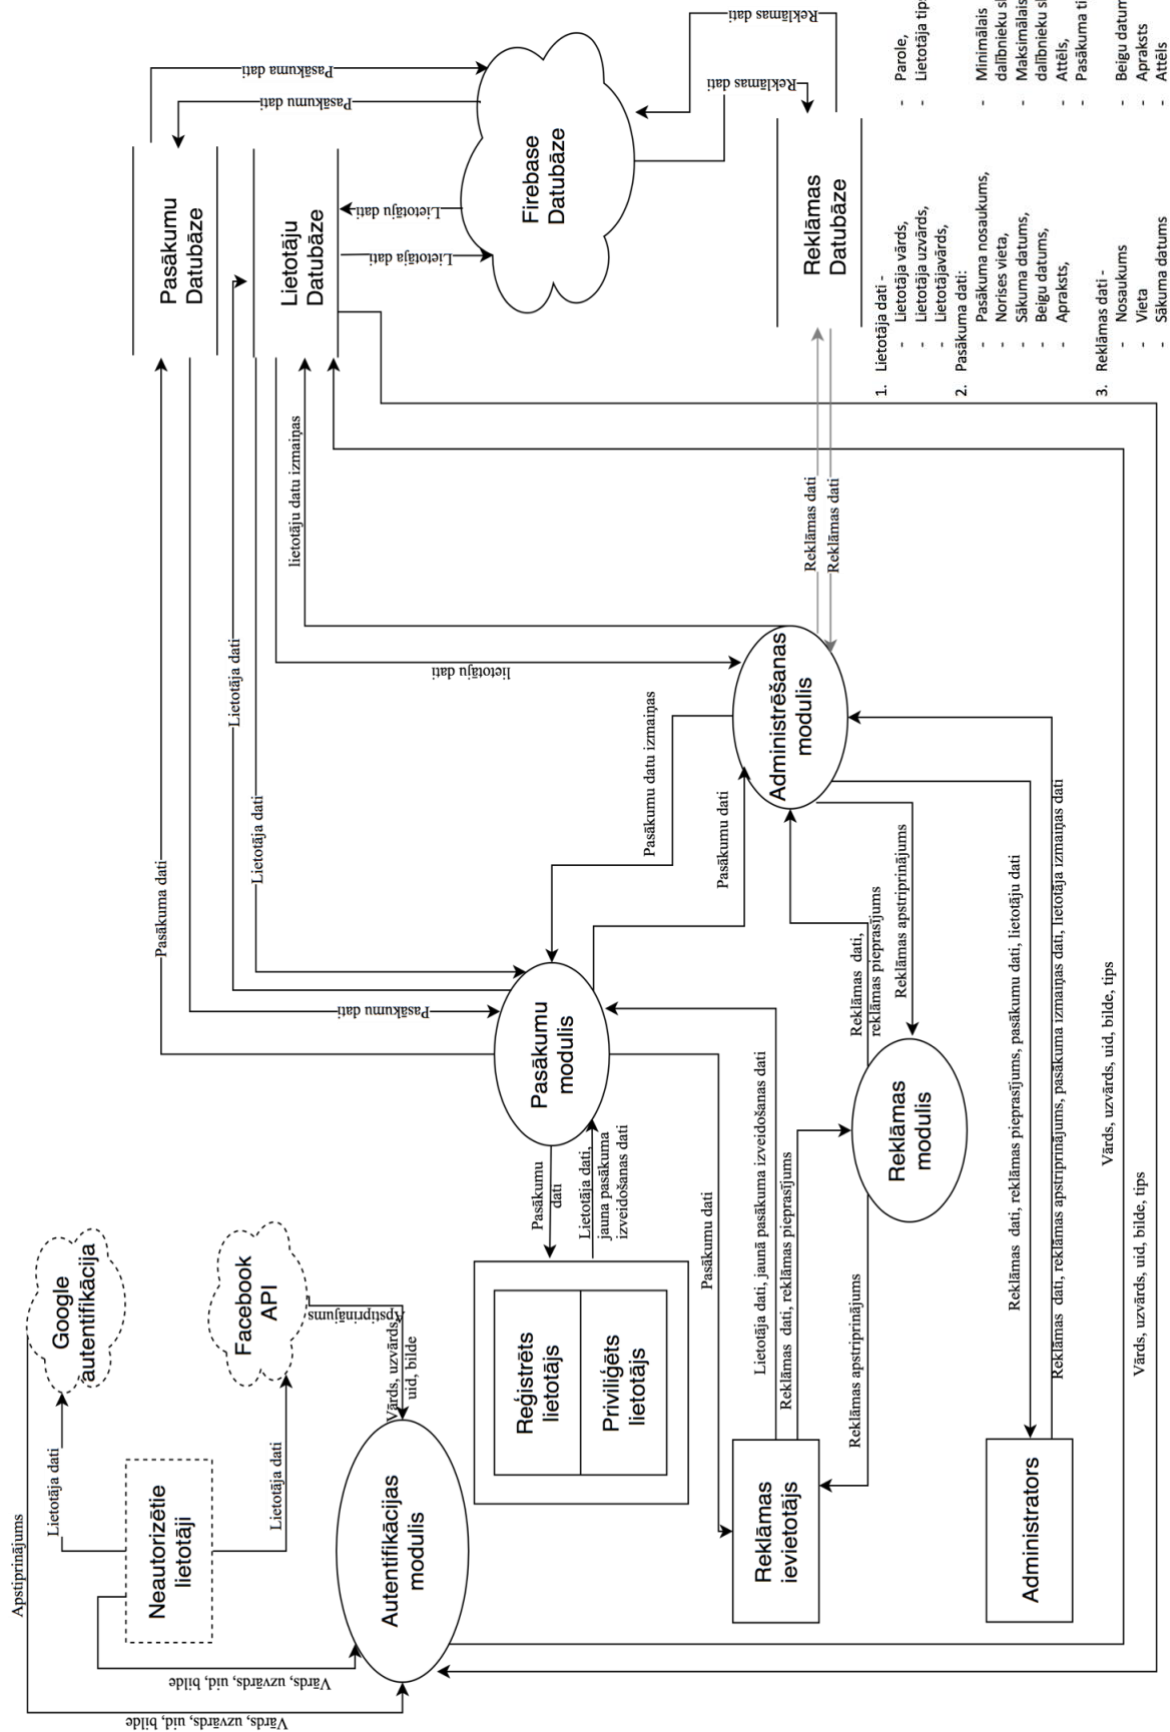 Apstiprinājums
Google
autentifikācija
Lietotāja dati
Neautorizētie
lietotāji
Lietotāja dati
Facebook
API
Apstiprinājums
Vārds, uzvārds,
uid, bilde
Vārds, uzvārds, uid, bilde
Vārds, uzvārds, uid, bilde
Autentifikācijas
modulis
Pasākuma dati
Lietotāja dati
Lietotāja dati
Pasākumu dati
Pasākumu
modulis
Pasākumu
dati
Lietotāja dati,
jauna pasākuma
izveidošanas dati
Reģistrēts
lietotājs
Priviliģēts
lietotājs
Pasākumu dati
Lietotāja dati, jaunā pasākuma izveidošanas dati
Reklāmas dati, reklāmas pieprasījums
Reklāmas apstriprinājums
Reklāmas
ievietotājs
Reklāmas
modulis
Reklāmas dati,
reklāmas pieprasījums
Reklāmas apstriprinājums
Pasākumu datu izmaiņas
Pasākumu dati
Administrēšanas
modulis
lietotāju datu izmaiņas
lietotāju dati
Reklāmas dati
Reklāmas dati
Administrators
Reklāmas dati, reklāmas pieprasījums, pasākumu dati, lietotāju dati
Reklāmas dati, reklāmas apstriprinājums, pasākuma izmaiņas dati, lietotāja izmaiņas dati
Vārds, uzvārds, uid, bilde, tips
Vārds, uzvārds, uid, bilde, tips
Pasākumu
Datubāze
Pasākuma dati
Pasākumu dati
Lietotāju
Datubāze
Lietotāju dati
Lietotāja dati
Firebase
Datubāze
Reklāmas dati
Reklāmas dati
Reklāmas
Datubāze
1. Lietotāja dati -
- Lietotāja vārds,
- Lietotāja uzvārds,
- Lietotājavārds,
- Parole,
- Lietotāja tips
2. Pasākuma dati:
- Pasākuma nosaukums,
- Norises vieta,
- Sākuma datums,
- Beigu datums,
- Apraksts,
- Minimālais
dalībnieku
- Maksimālais
dalībnieku
- Attēls,
- Pasākuma
3. Reklāmas dati -
- Nosaukums
- Vieta
- Sākuma datums
- Beigu
- Apraksts
- Attēls